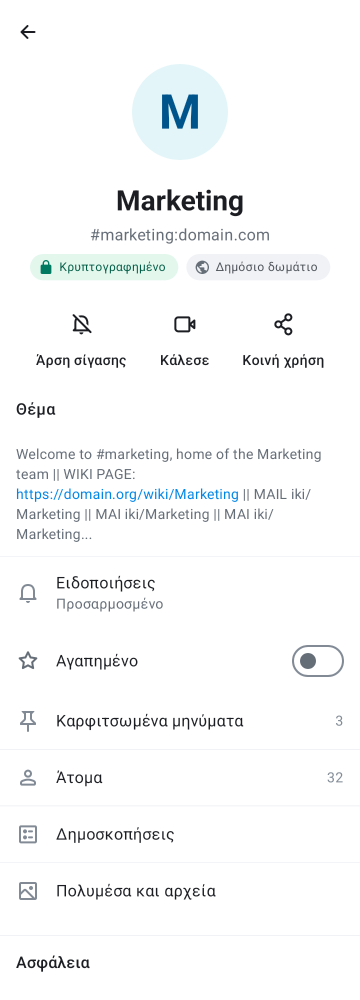 M
Marketing
#marketing:domain.com
Κρυπτογραφημένο
Δημόσιο δωμάτιο
Άρση σίγασης
Κάλεσε
Κοινή χρήση
Θέμα
Welcome to #marketing, home of the Marketing
team || WIKI PAGE:
https://domain.org/wiki/Marketing || MAIL iki/
Marketing || MAI iki/Marketing || MAI iki/
Marketing...
Ειδοποιήσεις
Προσαρμοσμένο
Αγαπημένο
Καρφιτσωμένα μηνύματα 3
Άτομα 32
Δημοσκοπήσεις
Πολυμέσα και αρχεία
Ασφάλεια